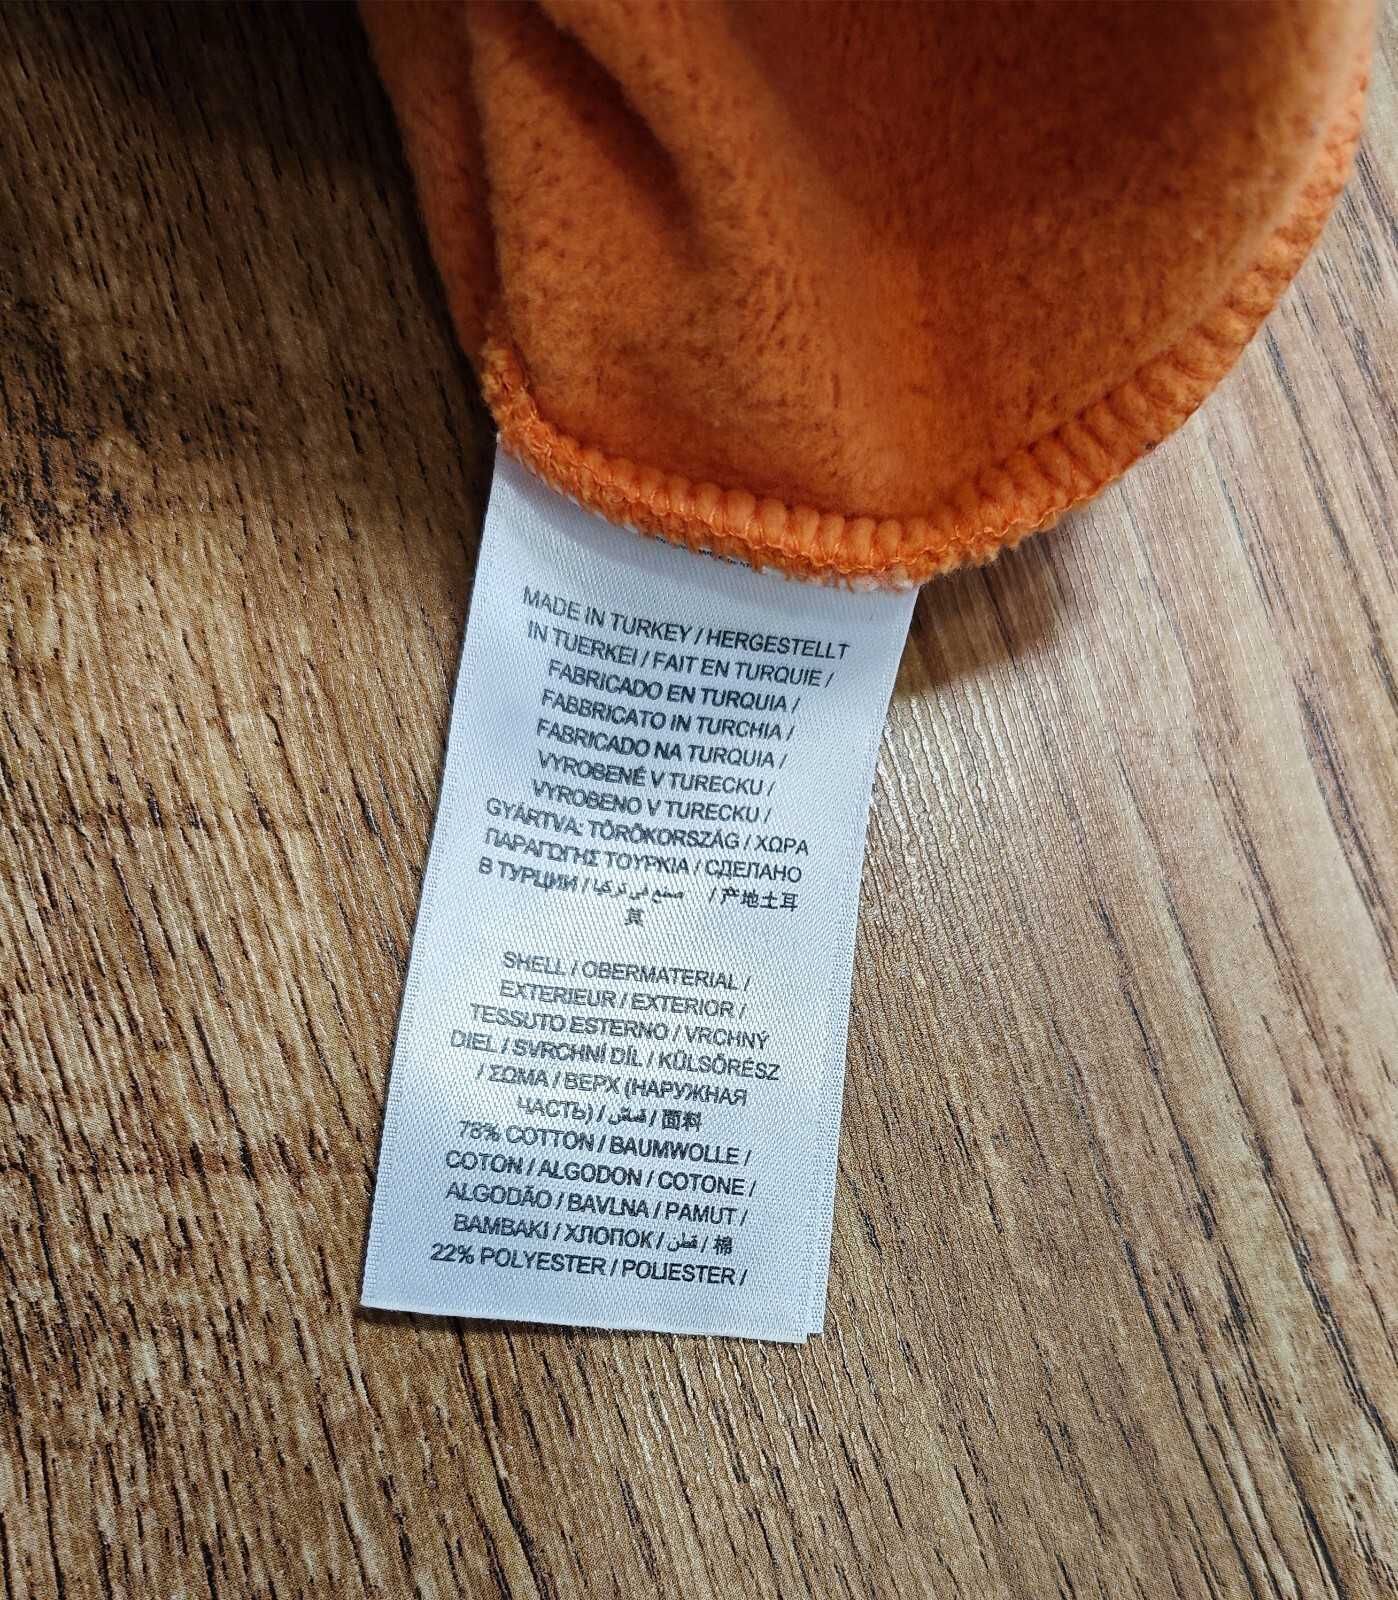 MADE IN TURKEY / HERGESTELLT
IN TUERKEI / FAIT EN TURQUIE /
FABRICADO EN TURQUIA /
FABBRICATO IN TURCHIA /
FABRICADO NA TURQUIA /
VYROBENÉ V TURECKU /
VYROBENO V TURECKU /
GYÁRTVA: TÖRÖKORSZÁG / ΧΩΡΑ
ΠΑΡΑΓΩΓΗΣ ΤΟΥΡΚΙΑ / СДЕЛАНО
В ТУРЦИИ / صنع في تركيا / 产地土耳
其
SHELL / OBERMATERIAL /
EXTERIEUR / EXTERIOR /
TESSUTO ESTERNO / VRCHNÝ
DIEL / SVRCHNÍ DÍL / KÜLSŐRÉSZ
/ ΣΩΜΑ / ВЕРХ (НАРУЖНАЯ
ЧАСТЬ) / قماش / 面料
78% COTTON / BAUMWOLLE /
COTON / ALGODON / COTONE /
ALGODÃO / BAVLNA / PAMUT /
ΒΑΜΒΑΚΙ / ХЛОПОК / قطن / 棉
22% POLYESTER / POLIESTER /